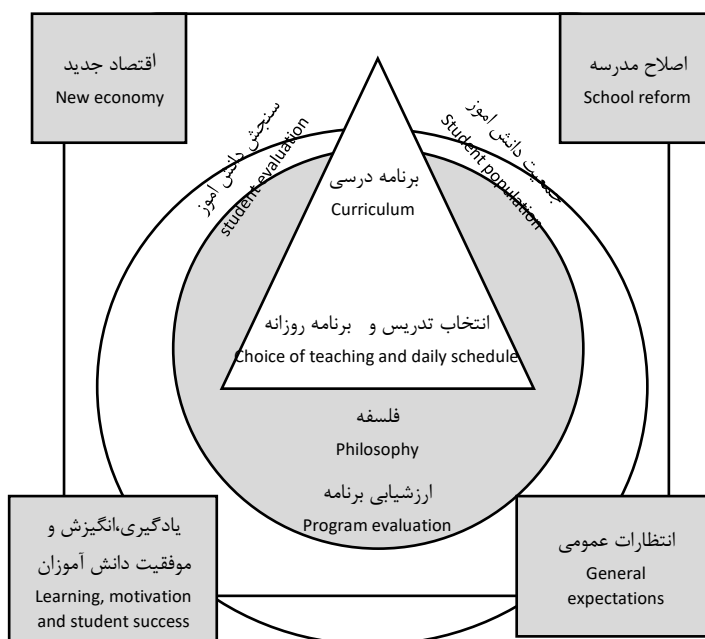 اقتصاد جدید
New economy
اصلاح مدرسه
School reform
سنجش دانش اموز
student evaluation
جمعیت دانش اموز
Student population
برنامه درسی
Curriculum
انتخاب تدریس و برنامه روزانه
Choice of teaching and daily schedule
فلسفه
Philosophy
ارزشیابی برنامه
Program evaluation
یادگیری،انگیزش و
موفقیت دانش آموزان
Learning, motivation
and student success
انتظارات عمومی
General
expectations